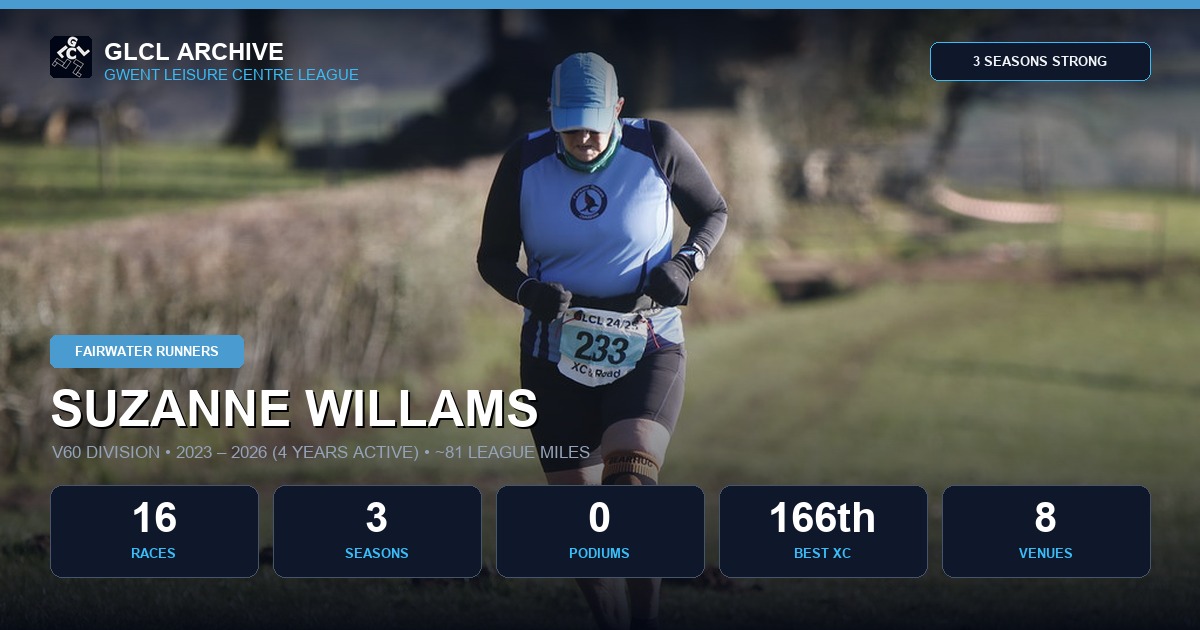 GLCL ARCHIVE
GWENT LEISURE CENTRE LEAGUE
3 SEASONS STRONG
GLCL 24/25
233
XC & Road
FAIRWATER RUNNERS
SUZANNE WILLAMS
V60 DIVISION • 2023 – 2026 (4 YEARS ACTIVE) • ~81 LEAGUE MILES
16
RACES
3
SEASONS
0
PODIUMS
166th
BEST XC
8
VENUES